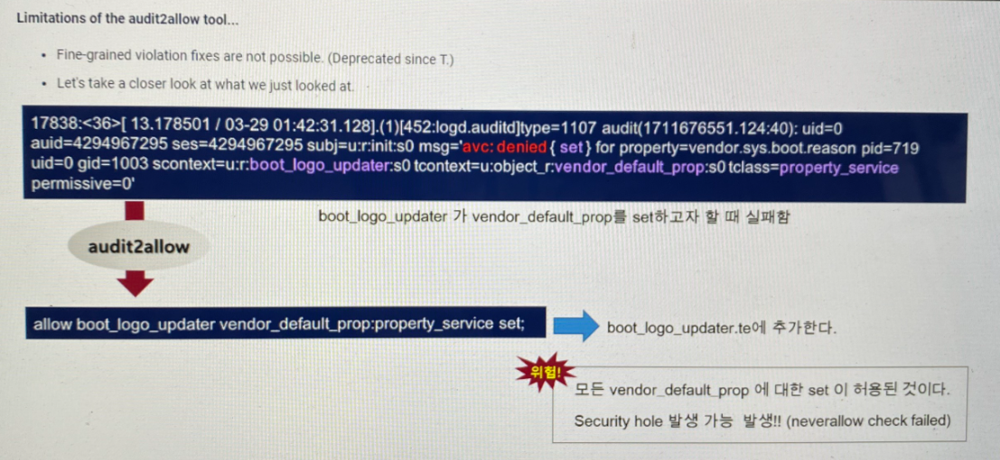 Limitations of the audit2allow tool...
• Fine-grained violation fixes are not possible. (Deprecated since T.)
• Let's take a closer look at what we just looked at.
17838:<36>[ 13.178501 / 03-29 01:42:31.128].(1)[452:logd.auditd]type=1107 audit(1711676551.124:40): uid=0
auid=4294967295 ses=4294967295 subj=u:r:init:s0 msg='avc: denied { set } for property=vendor.sys.boot.reason pid=719
uid=0 gid=1003 scontext=u:r:boot_logo_updater:s0 tcontext=u:object_r:vendor_default_prop:s0 tclass=property_service
permissive=0'
boot_logo_updater 가 vendor_default_prop를 set하고자 할 때 실패함
audit2allow
allow boot_logo_updater vendor_default_prop:property_service set;
boot_logo_updater.te에 추가한다.
위험!
모든 vendor_default_prop 에 대한 set 이 허용된 것이다.
Security hole 발생 가능 발생!! (neverallow check failed)